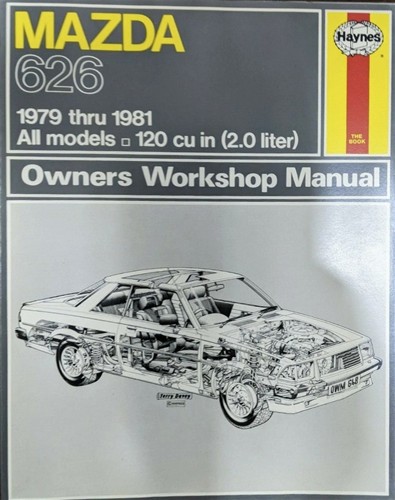 MAZDA
626
1979 thru 1981
All models □ 120 cu in (2.0 liter)
Haynes
®
THE
BOOK
Owners Workshop Manual
Terry Davey
OWM 648